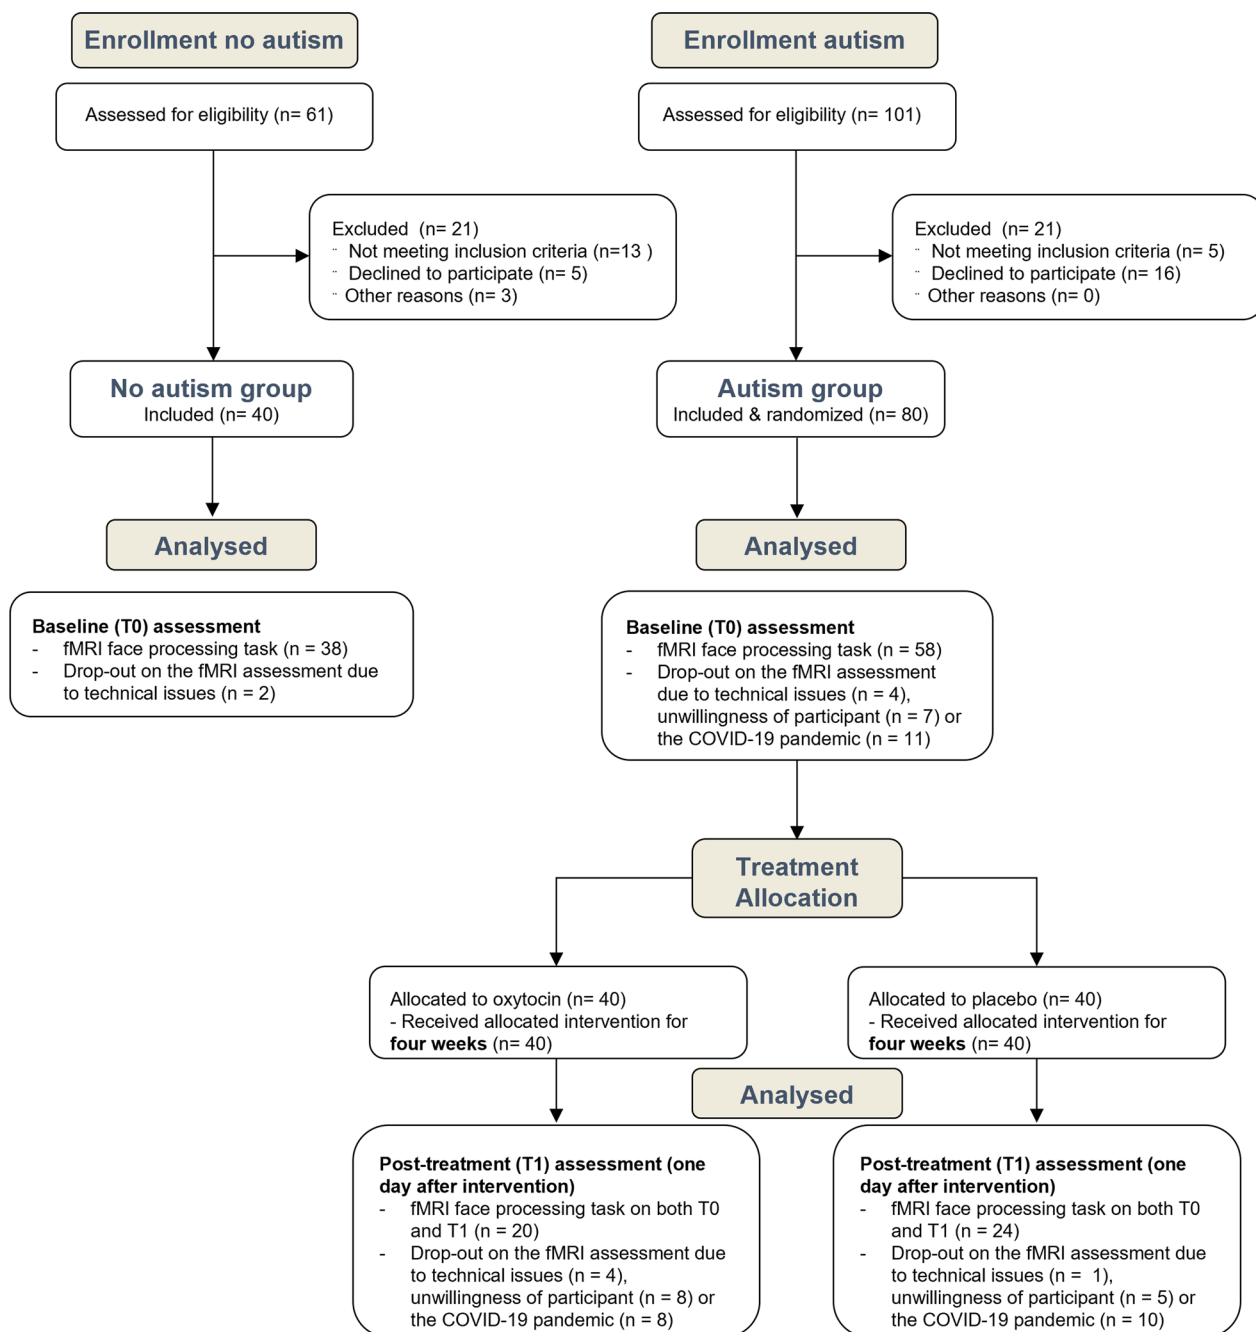 Enrollment no autism
Assessed for eligibility (n= 61)
Excluded  (n= 21)
¨ Not meeting inclusion criteria (n=13 )
¨ Declined to participate (n= 5)
¨ Other reasons (n= 3)
No autism group
Included (n= 40)
Analysed
Baseline (T0) assessment
- fMRI face processing task (n = 38)
- Drop-out on the fMRI assessment due
to technical issues (n = 2)
Enrollment autism
Assessed for eligibility (n= 101)
Excluded  (n= 21)
¨ Not meeting inclusion criteria (n= 5)
¨ Declined to participate (n= 16)
¨ Other reasons (n= 0)
Autism group
Included & randomized (n= 80)
Analysed
Baseline (T0) assessment
- fMRI face processing task (n = 58)
- Drop-out on the fMRI assessment
due to technical issues (n = 4),
unwillingness of participant (n = 7) or
the COVID-19 pandemic (n = 11)
Treatment
Allocation
Allocated to oxytocin (n= 40)
- Received allocated intervention for
four weeks (n= 40)
Allocated to placebo (n= 40)
- Received allocated intervention for
four weeks (n= 40)
Analysed
Post-treatment (T1) assessment (one
day after intervention)
- fMRI face processing task on both T0
and T1 (n = 20)
- Drop-out on the fMRI assessment due
to technical issues (n = 4),
unwillingness of participant (n = 8) or
the COVID-19 pandemic (n = 8)
Post-treatment (T1) assessment (one
day after intervention)
- fMRI face processing task on both T0
and T1 (n = 24)
- Drop-out on the fMRI assessment due
to technical issues (n =  1),
unwillingness of participant (n = 5) or
the COVID-19 pandemic (n = 10)